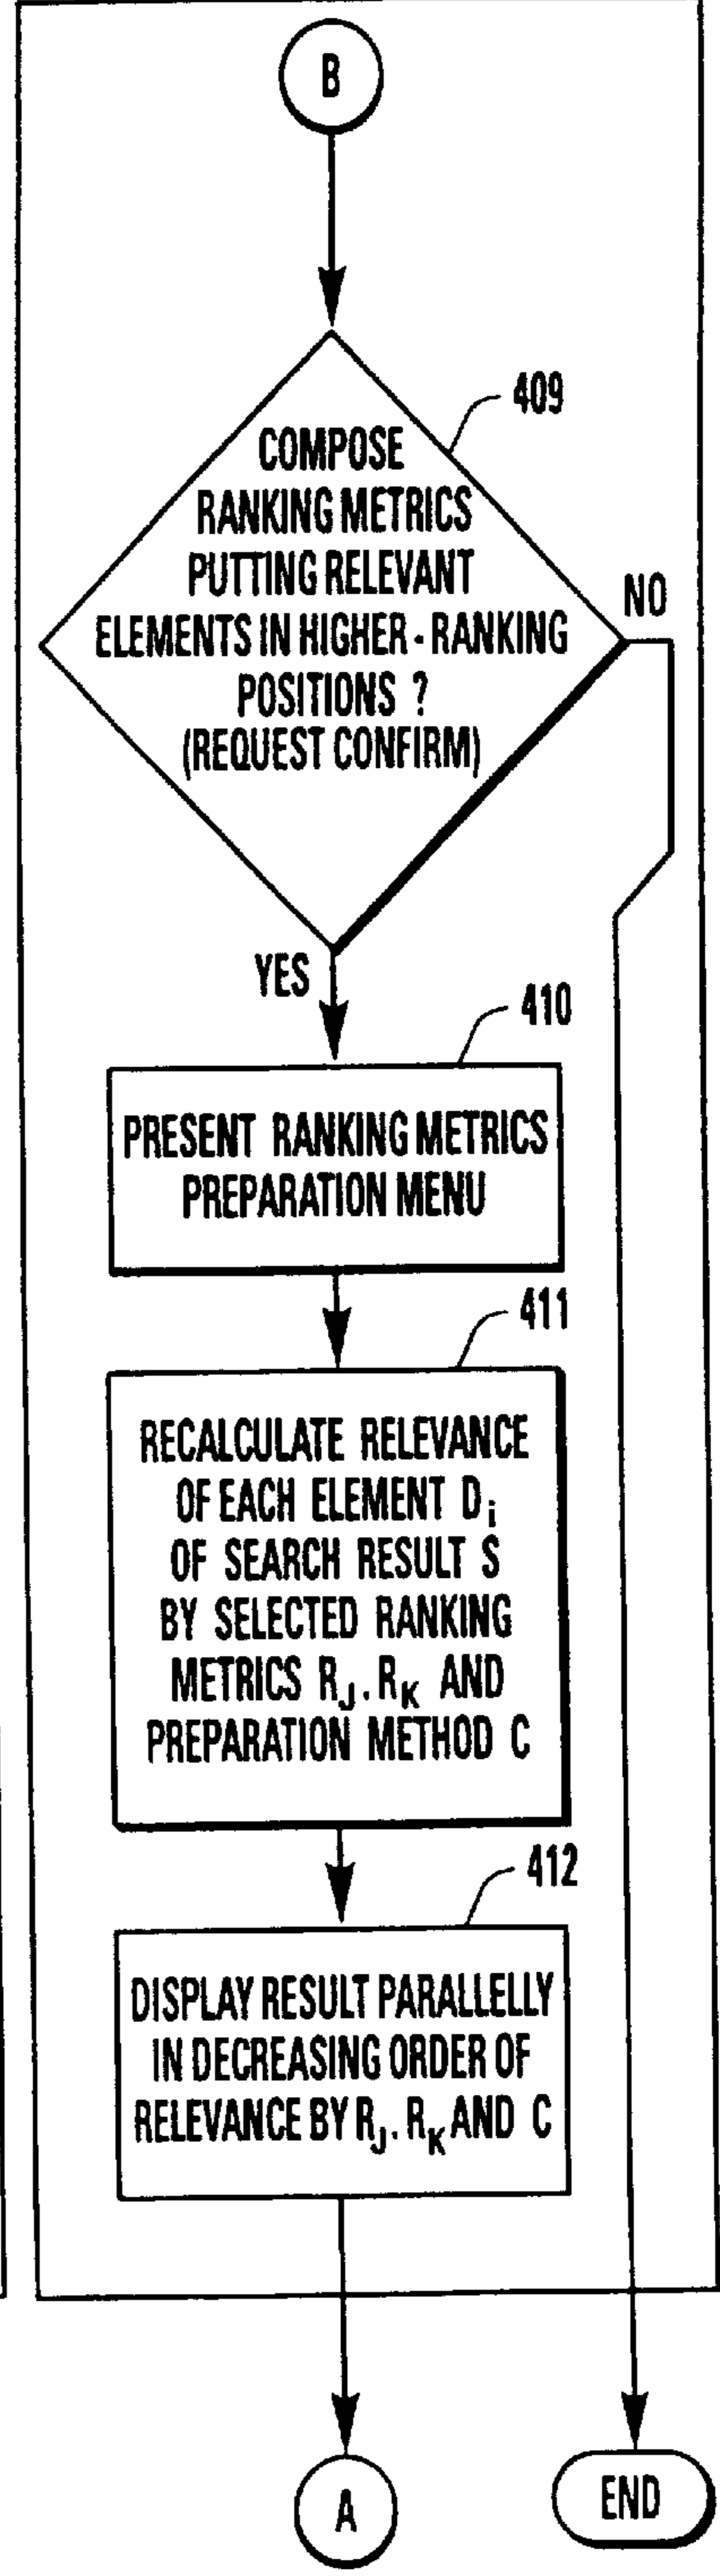 B
409
COMPOSE
RANKING METRICS
PUTTING RELEVANT
ELEMENTS IN HIGHER-RANKING
POSITIONS ?
(REQUEST CONFIRM)
NO
YES
410
PRESENT RANKING METRICS
PREPARATION MENU
411
RECALCULATE RELEVANCE
OF EACH ELEMENT Di
OF SEARCH RESULT S
BY SELECTED RANKING
METRICS RJ. RK AND
PREPARATION METHOD C
412
DISPLAY RESULT PARALLELLY
IN DECREASING ORDER OF
RELEVANCE BY RJ. RK AND C
A
END